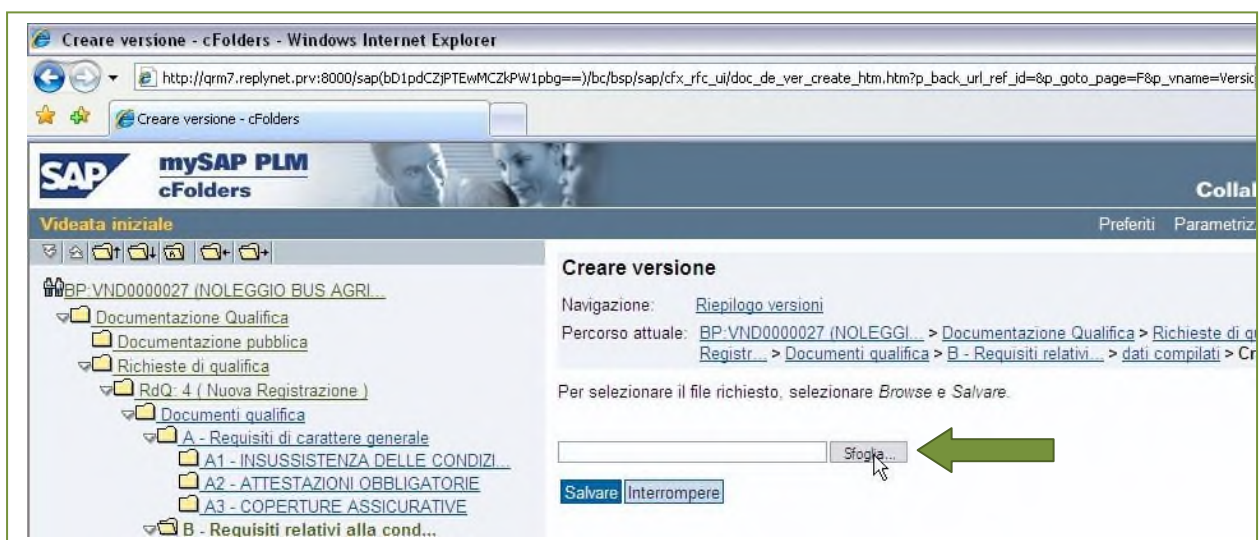 Creare versione - cFolders - Windows Internet Explorer
http://qrm7.replynet.prv:8000/sap(bD1pdCZjPTEwMCZkPW1pbg==)/bc/bsp/sap/cfx_rfc_ui/doc_de_ver_create_htm.htm?p_back_url_ref_id=&p_goto_page=F&p_vname=Versic
Creare versione - cFolders
SAP
mySAP PLM
cFolders
Collal
Videata iniziale
Preferiti Parametriz
BP:VND0000027 (NOLEGGIO BUS AGRI...
Documentazione Qualifica
Documentazione pubblica
Richieste di qualifica
RdQ: 4 ( Nuova Registrazione )
Documenti qualifica
A - Requisiti di carattere generale
A1 - INSUSSISTENZA DELLE CONDIZI...
A2 - ATTESTAZIONI OBBLIGATORIE
A3 - COPERTURE ASSICURATIVE
B - Requisiti relativi alla cond...
Creare versione
Navigazione: Riepilogo versioni
Percorso attuale: BP:VND0000027 (NOLEGGI... > Documentazione Qualifica > Richieste di q
Registr... > Documenti qualifica > B - Requisiti relativi... > dati compilati > Cr
Per selezionare il file richiesto, selezionare Browse e Salvare.
Sfoglia...
Salvare Interrompere